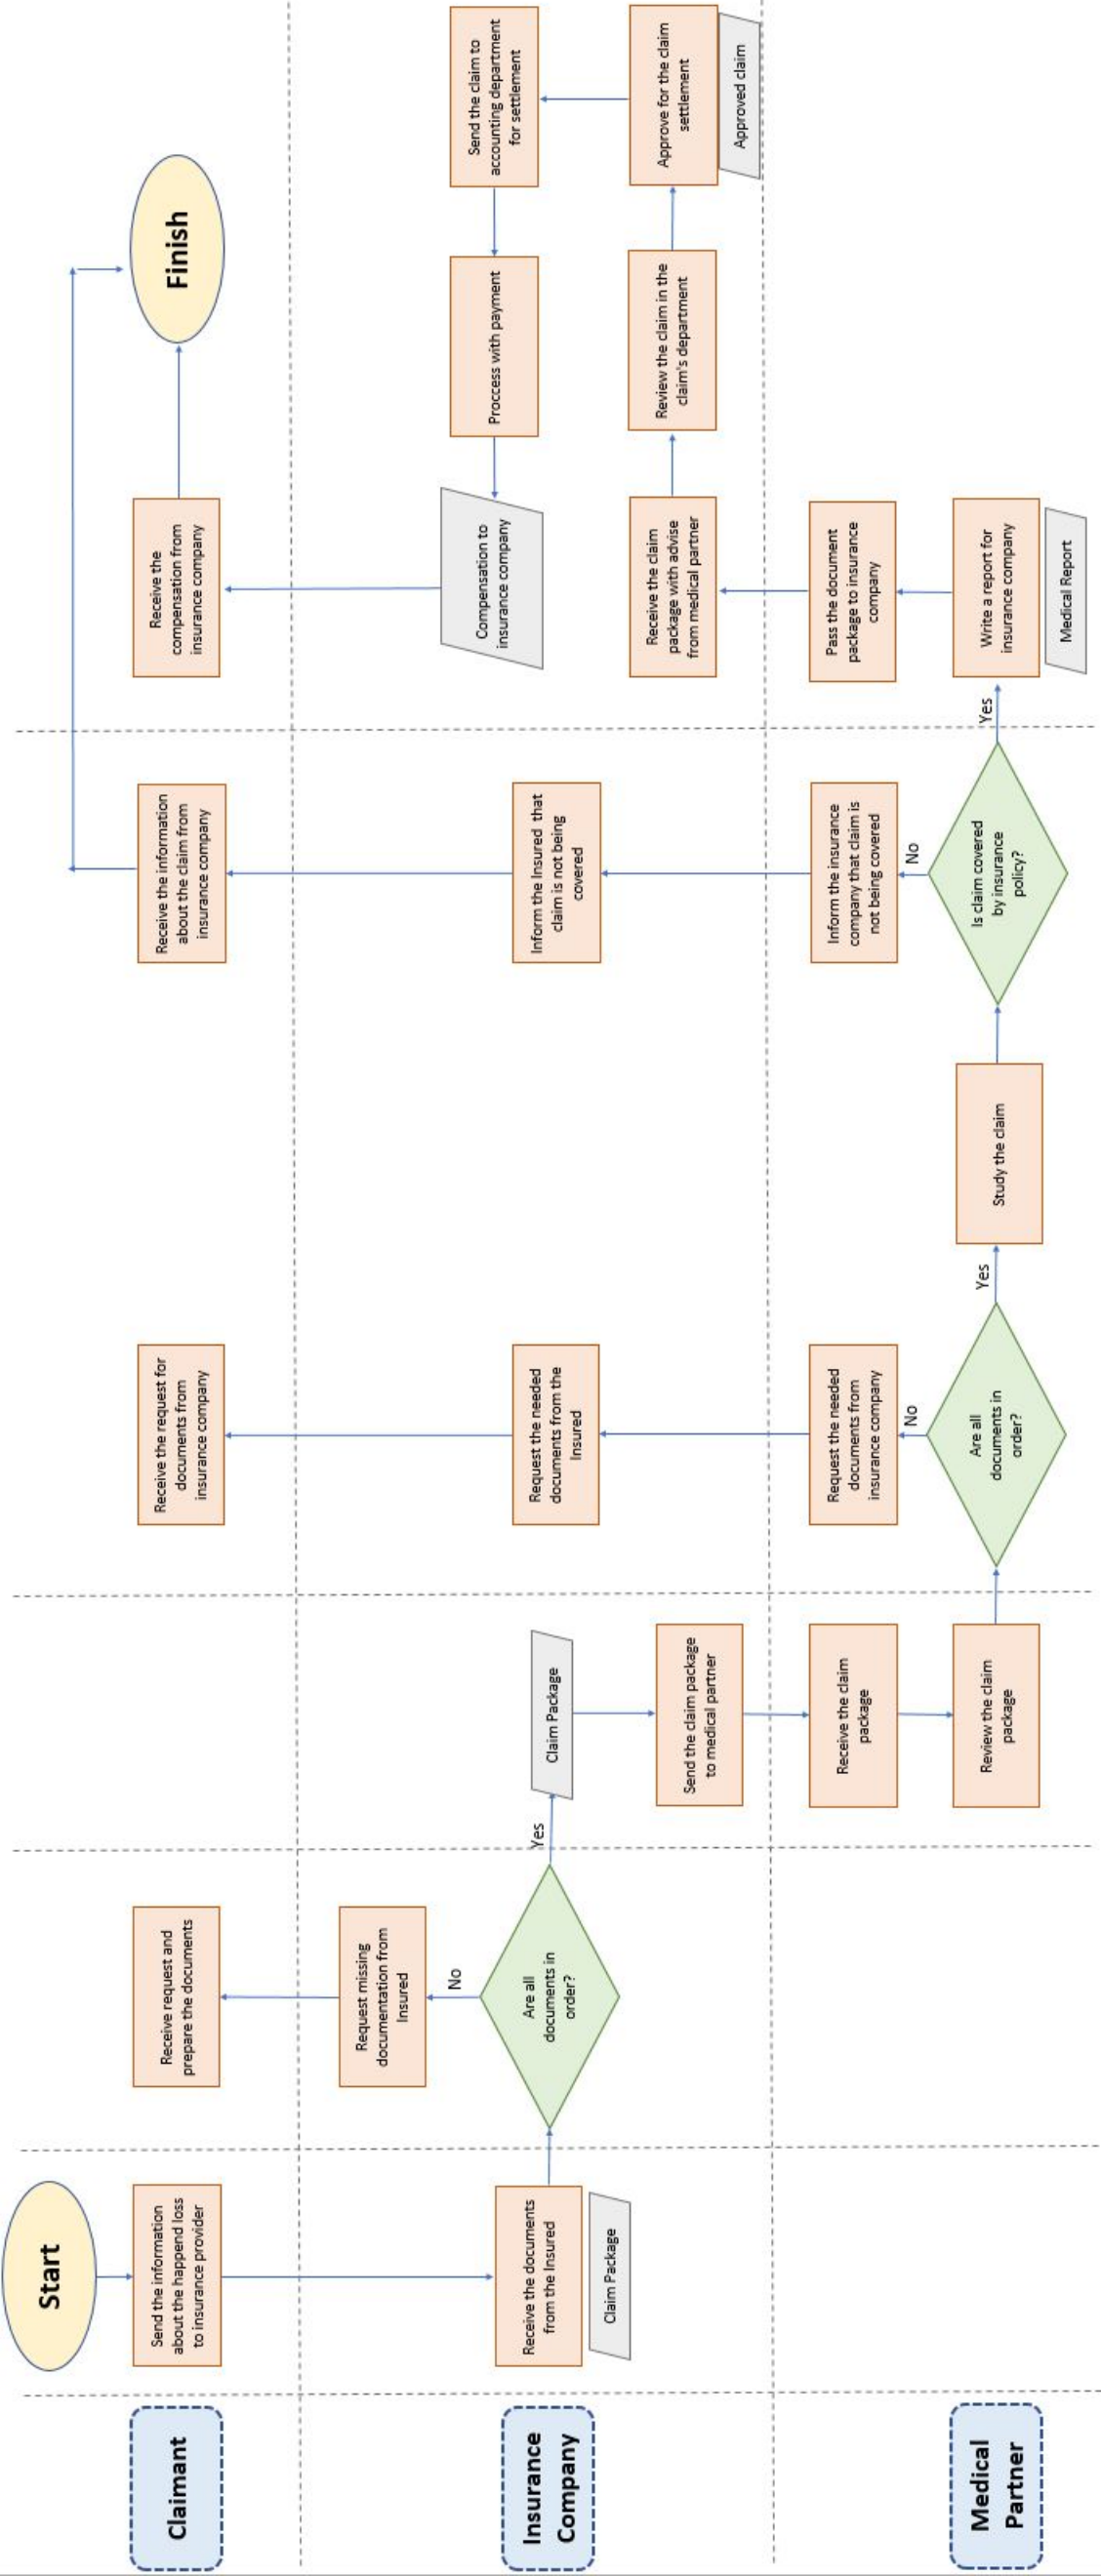 Start
Finish
Claimant
Send the information
about the happend loss
to insurance provider
Receive request and
prepare the documents
Receive the request for
documents from
insurance company
Receive the information
about the claim from
insurance company
Receive the
compensation from
insurance company
Insurance
Company
Receive the documents
from the Insured
Claim Package
Request missing
documentation from
Insured
No
Are all
documents in
order?
Yes
Claim Package
Send the claim package
to medical partner
Request the needed
documents from the
Insured
Inform the Insured that
claim is not being
covered
Compensation to
insurance company
Proccess with payment
Send the claim to
accounting department
for settlement
Receive the claim
package with advise
from medical partner
Review the claim in the
claim's department
Approve for the claim
settlement
Approved claim
Medical
Partner
Receive the claim
package
Review the claim
package
Request the needed
documents from
insurance company
No
Are all
documents in
order?
Yes
Study the claim
Inform the insurance
company that claim is
not being covered
No
Is claim covered
by insurance
policy?
Yes
Pass the document
package to insurance
company
Write a report for
insurance company
Medical Report